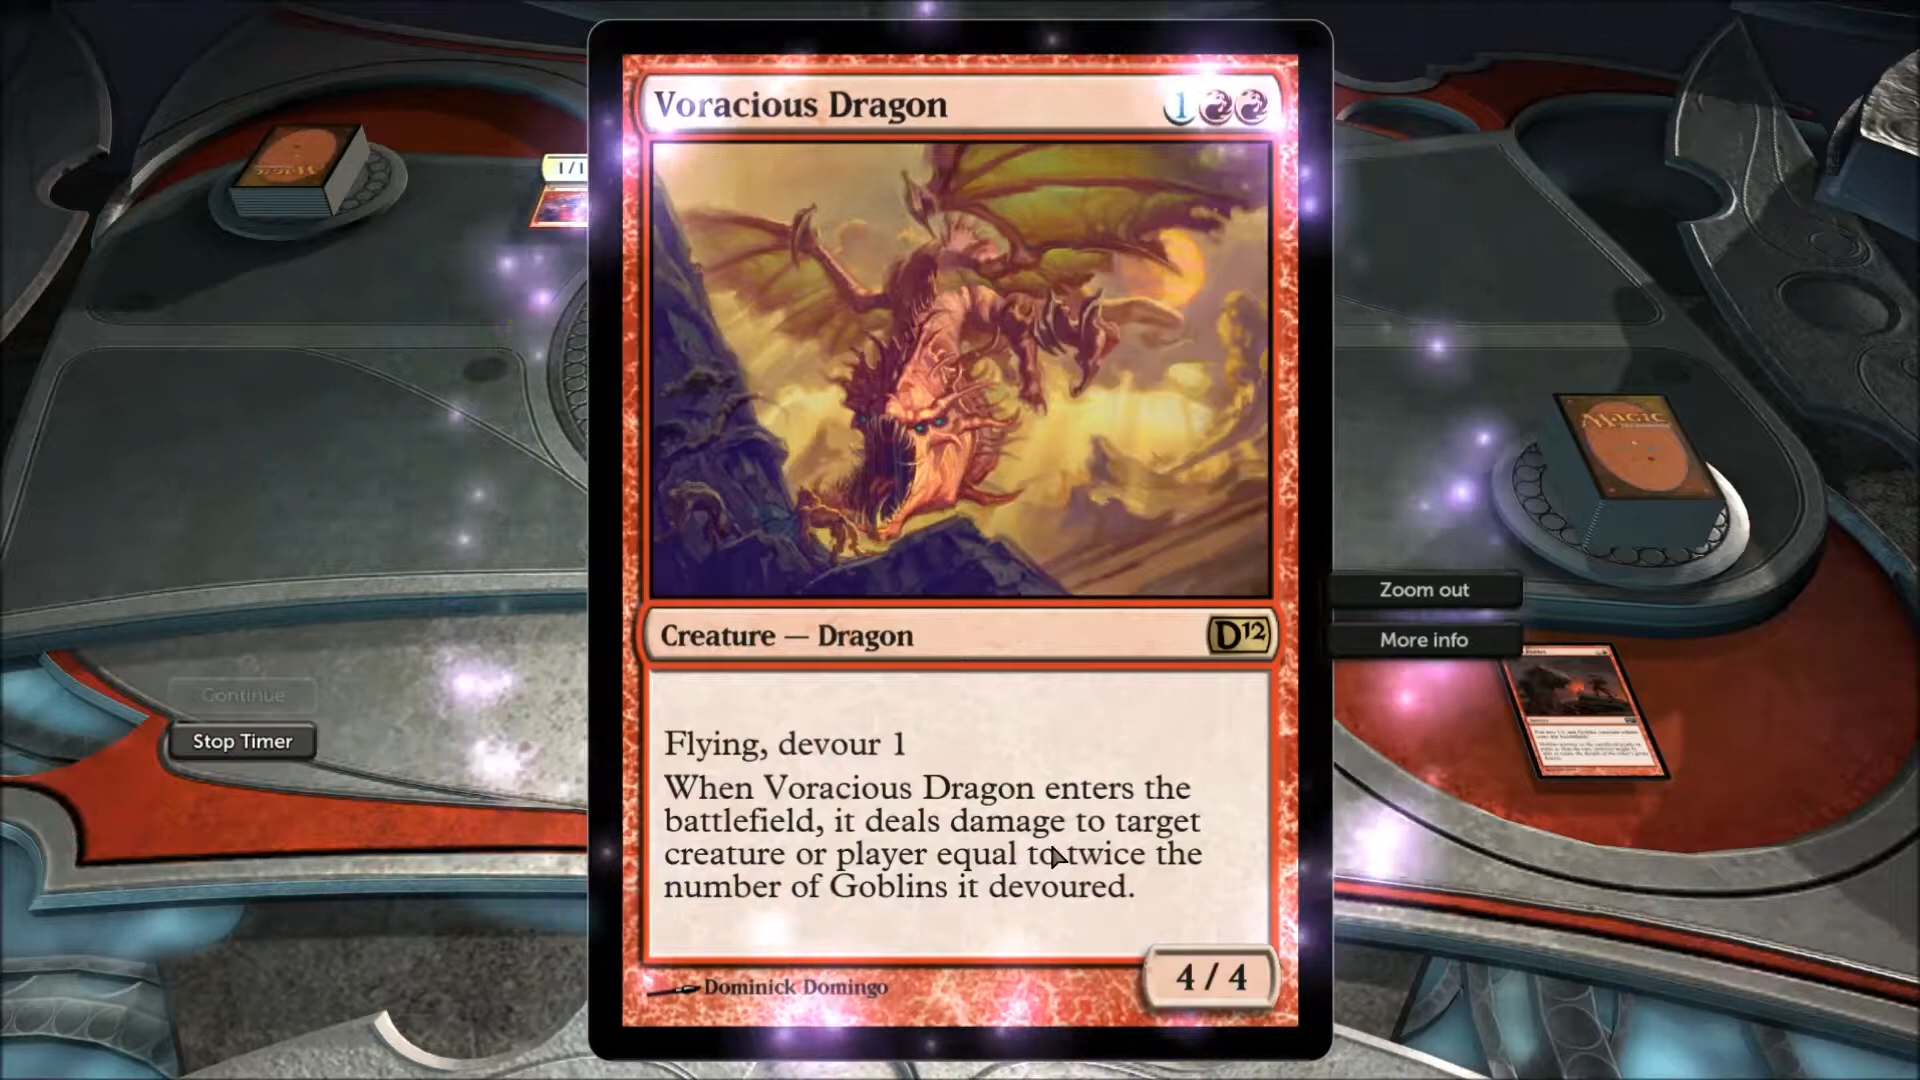 Voracious Dragon
1
1/1
MAGIC
Creature — Dragon
D12
Flying, devour 1
When Voracious Dragon enters the
battlefield, it deals damage to target
creature or player equal to twice the
number of Goblins it devoured.
4 / 4
Dominick Domingo
Continue
Stop Timer
Zoom out
More info